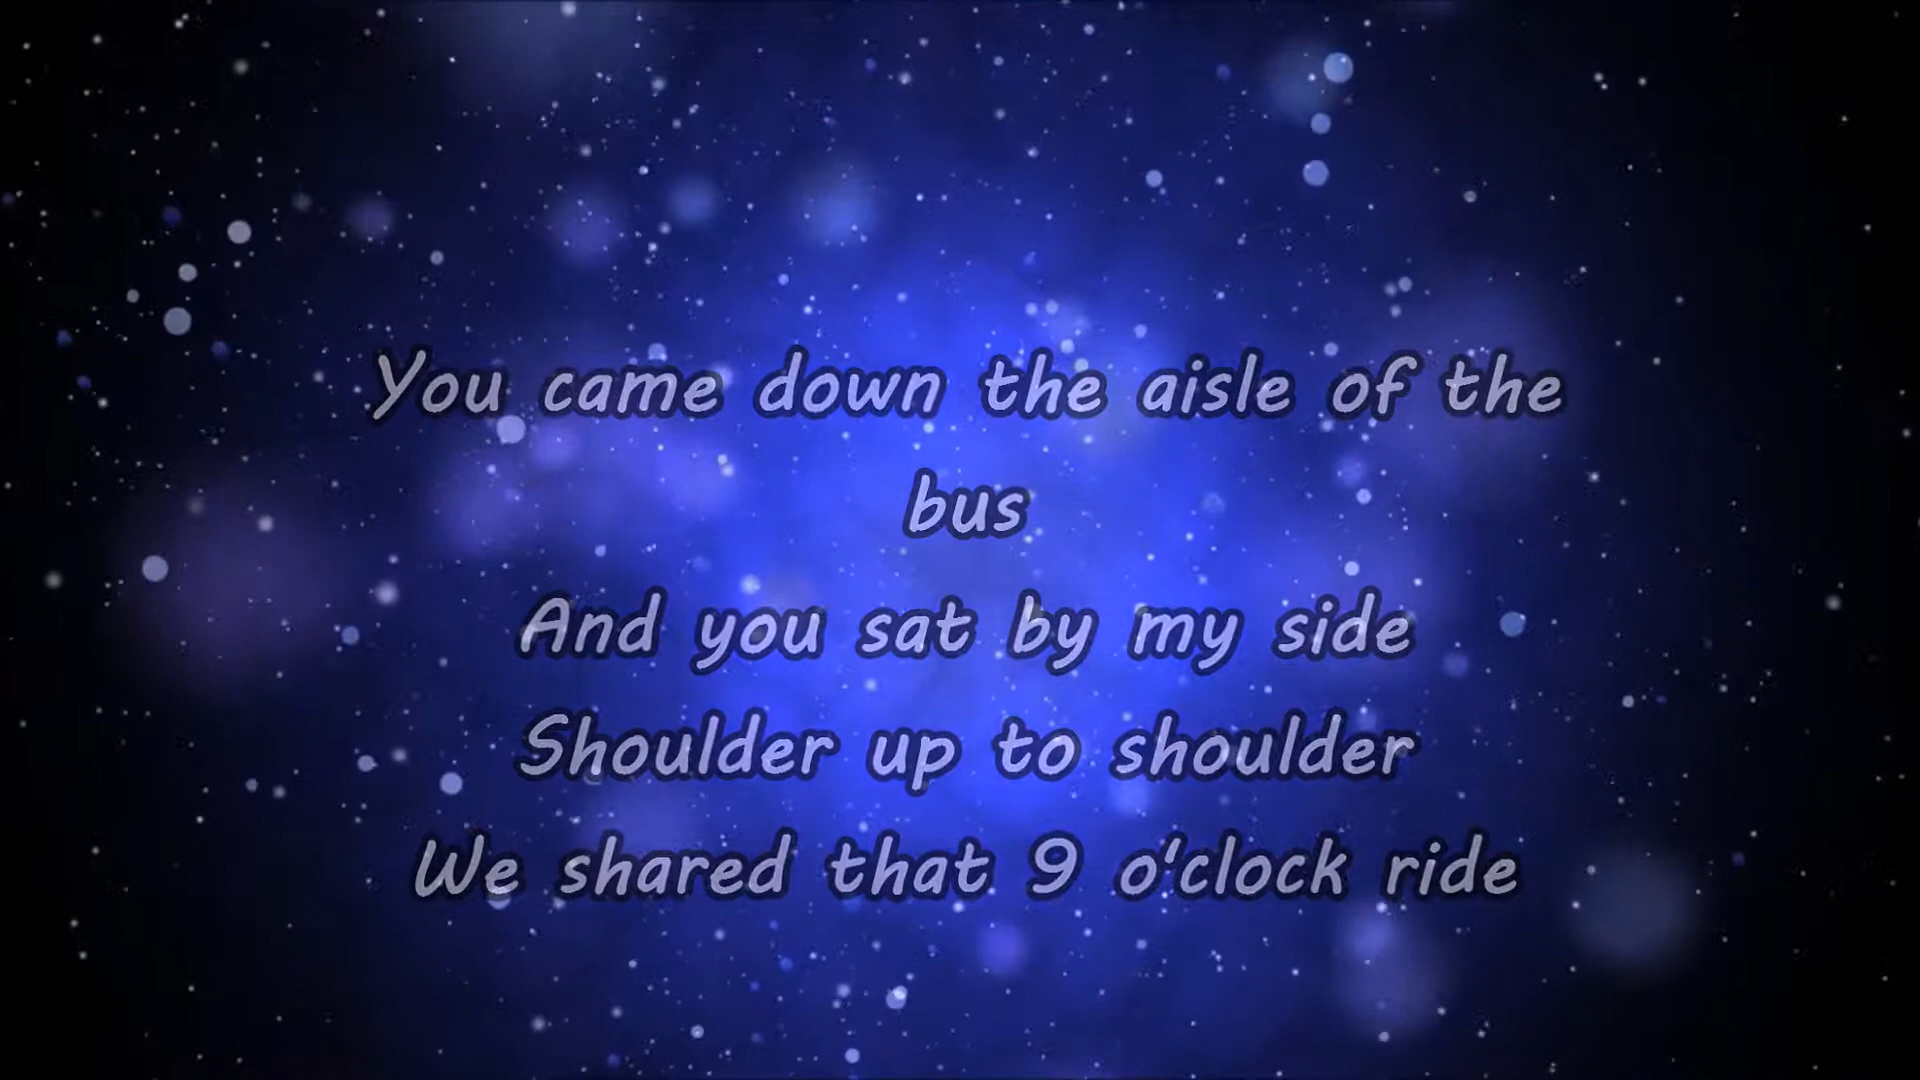 You came down the aisle of the
bus
And you sat by my side
Shoulder up to shoulder
We shared that 9 o‘clock ride